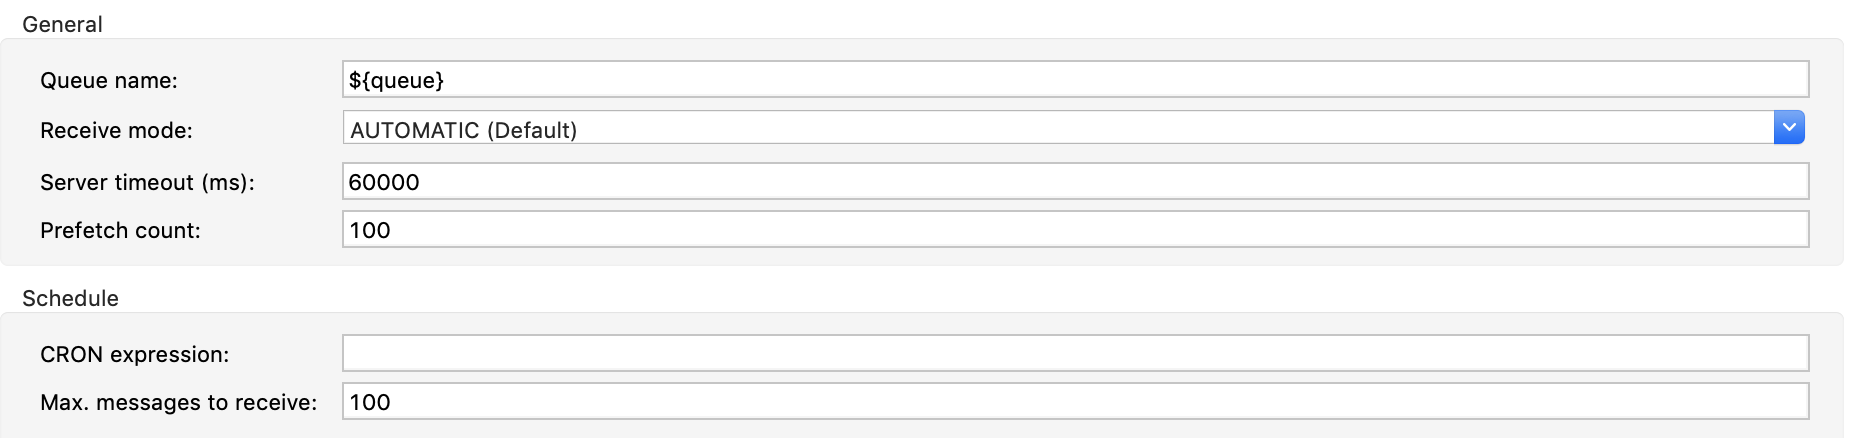 General
Queue name: ${queue}
Receive mode: AUTOMATIC (Default)
Server timeout (ms): 60000
Prefetch count: 100
Schedule
CRON expression:
Max. messages to receive: 100